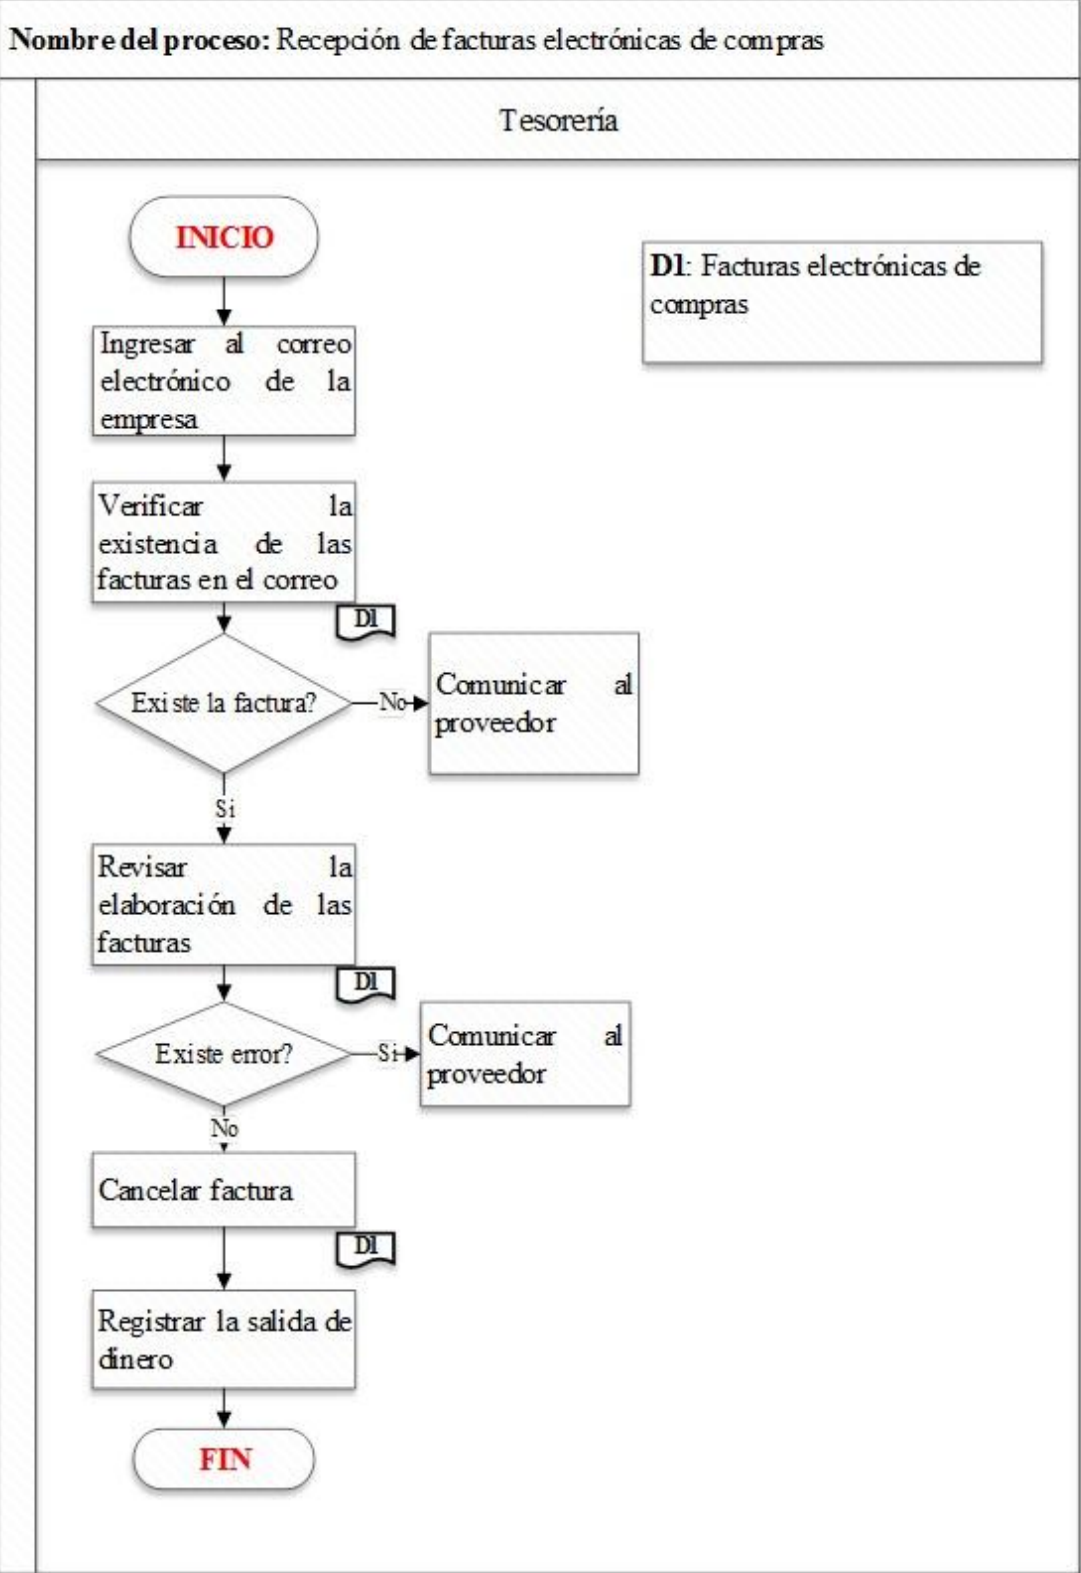 Nombre del proceso: Recepción de facturas electrónicas de compras
Tesorería
INICIO
D1: Facturas electrónicas de
compras
Ingresar al correo
electrónico de la
empresa
Verificar la
existencia de las
facturas en el correo
D1
Existe la factura?
No
Comunicar al
proveedor
Si
Revisar la
elaboración de las
facturas
D1
Existe error?
Si
Comunicar al
proveedor
No
Cancelar factura
D1
Registrar la salida de
dinero
FIN